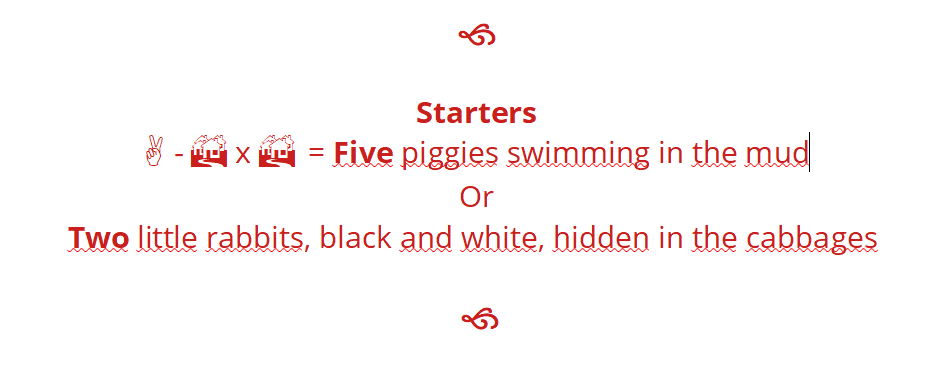 Starters
✌ - 🏘 x 🏘 = Five piggies swimming in the mud
Or
Two little rabbits, black and white, hidden in the cabbages